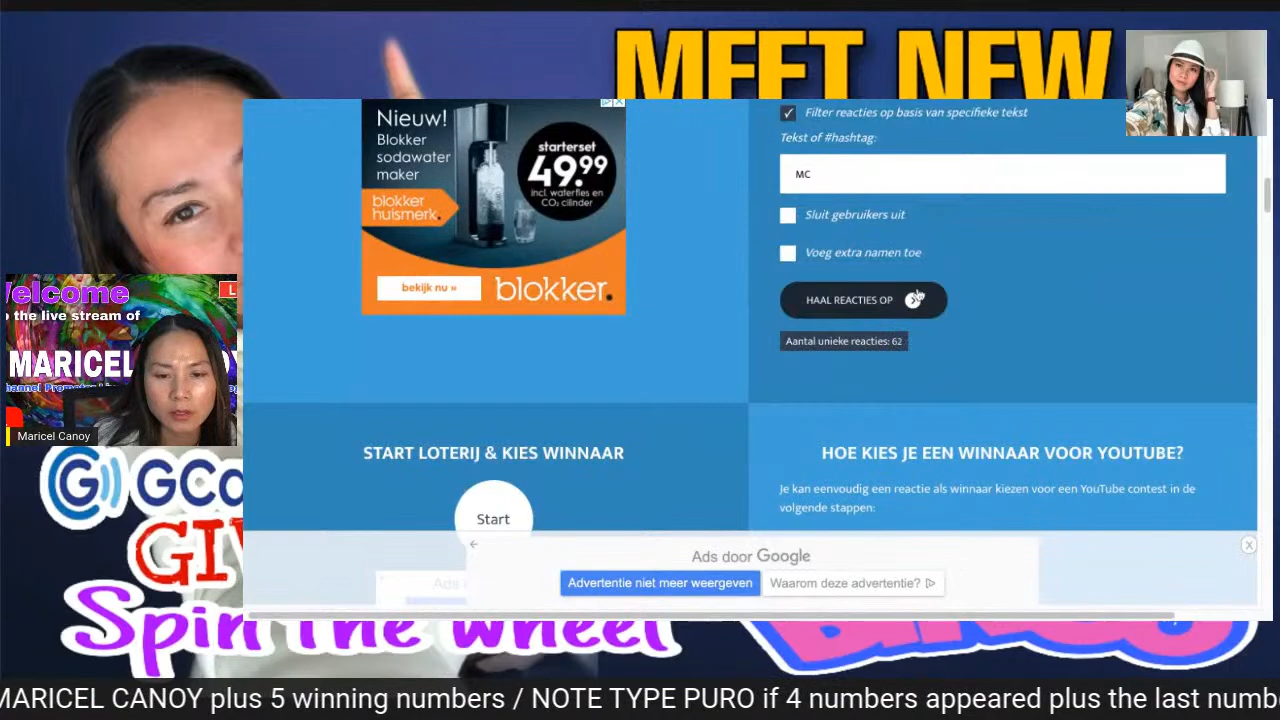 MEET NEW
Nieuw!
Blokker
sodawater
maker
starterset
49.99
incl. waterfles en
CO₂ cilinder
blokker
huismerk.
bekijk nu »
blokker.
Filter reacties op basis van specifieke tekst
Tekst of #hashtag:
MC
Sluit gebruikers uit
Voeg extra namen toe
HAAL REACTIES OP
Aantal unieke reacties: 62
Welcome
L
o the live stream of
MARICEL
Maricel Canoy
START LOTERIJ & KIES WINNAAR
Start
HOE KIES JE EEN WINNAAR VOOR YOUTUBE?
Je kan eenvoudig een reactie als winnaar kiezen voor een YouTube contest in de
volgende stappen:
Ads door Google
Advertentie niet meer weergeven
Waarom deze advertentie?
GCa
GIV
Spin The wheel
MARICEL CANOY plus 5 winning numbers / NOTE TYPE PURO if 4 numbers appeared plus the last numb